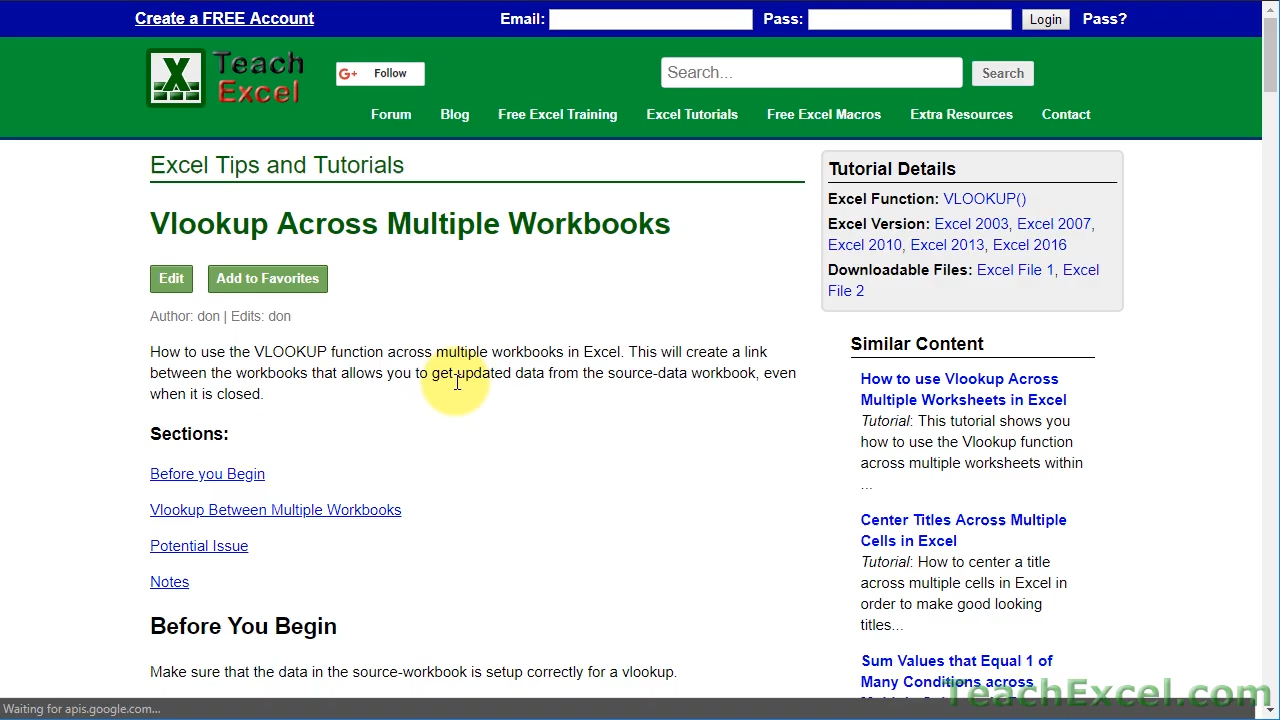 Create a FREE Account
Email:
Pass:
Login
Pass?
X
Teach
Excel
G+ Follow
Search...
Search
Forum
Blog
Free Excel Training
Excel Tutorials
Free Excel Macros
Extra Resources
Contact
Excel Tips and Tutorials
Vlookup Across Multiple Workbooks
Edit
Add to Favorites
Author: don | Edits: don
How to use the VLOOKUP function across multiple workbooks in Excel. This will create a link
between the workbooks that allows you to get updated data from the source-data workbook, even
when it is closed.
Sections:
Before you Begin
Vlookup Between Multiple Workbooks
Potential Issue
Notes
Before You Begin
Make sure that the data in the source-workbook is setup correctly for a vlookup.
Tutorial Details
Excel Function: VLOOKUP()
Excel Version: Excel 2003, Excel 2007,
Excel 2010, Excel 2013, Excel 2016
Downloadable Files: Excel File 1, Excel
File 2
Similar Content
How to use Vlookup Across
Multiple Worksheets in Excel
Tutorial: This tutorial shows you
how to use the Vlookup function
across multiple worksheets within
...
Center Titles Across Multiple
Cells in Excel
Tutorial: How to center a title
across multiple cells in Excel in
order to make good looking
titles...
Sum Values that Equal 1 of
Many Conditions across
Waiting for apis.google.com...
TeachExcel.com